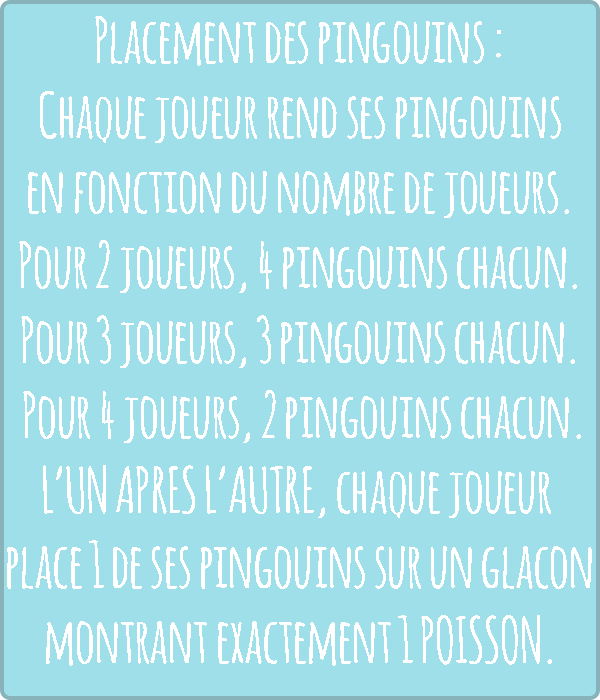 Placement des pingouins :
Chaque joueur rend ses pingouins
en fonction du nombre de joueurs.
Pour 2 joueurs, 4 pingouins chacun.
Pour 3 joueurs, 3 pingouins chacun.
Pour 4 joueurs, 2 pingouins chacun.
L'UN APRES L'AUTRE, chaque joueur
place 1 de ses pingouins sur un glacon
montrant exactement 1 POISSON.